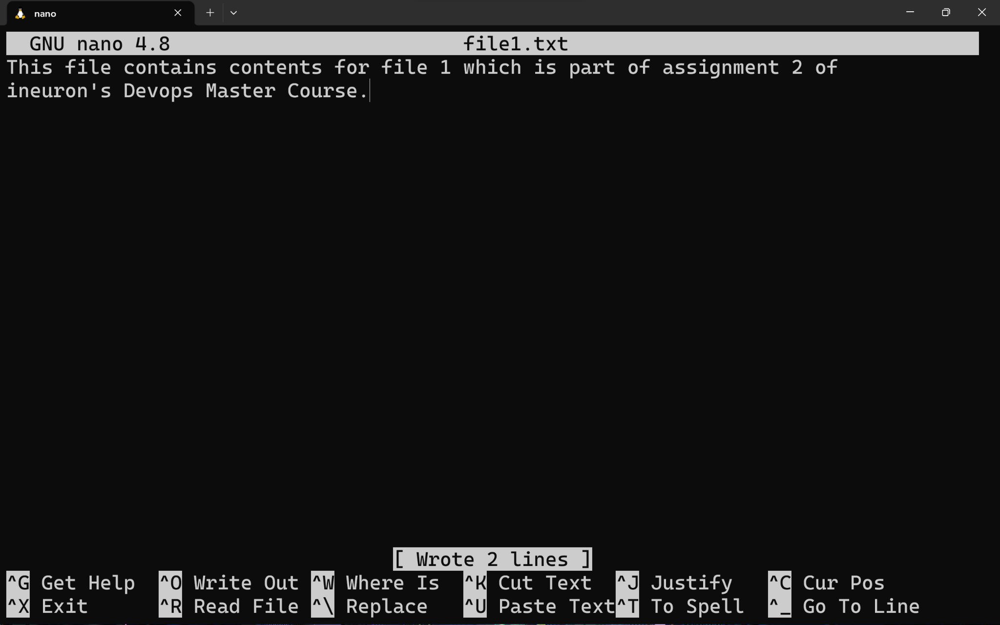 nano
GNU nano 4.8 file1.txt
This file contains contents for file 1 which is part of assignment 2 of
ineuron's Devops Master Course.
[ Wrote 2 lines ]
^G Get Help ^O Write Out ^W Where Is ^K Cut Text ^J Justify ^C Cur Pos
^X Exit ^R Read File ^\ Replace ^U Paste Text ^T To Spell ^_ Go To Line